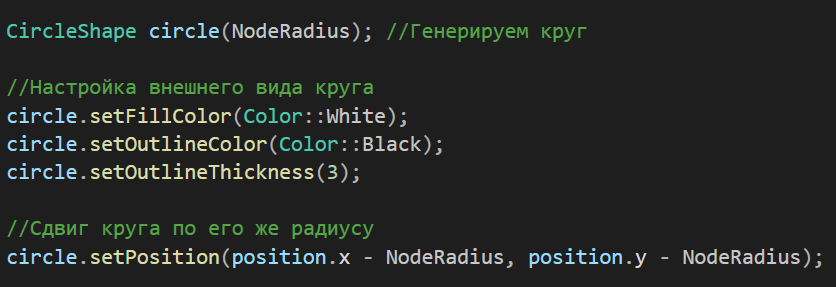 CircleShape circle(NodeRadius); //Генерируем круг
//Настройка внешнего вида круга
circle.setFillColor(Color::White);
circle.setOutlineColor(Color::Black);
circle.setOutlineThickness(3);
//Сдвиг круга по его же радиусу
circle.setPosition(position.x - NodeRadius, position.y - NodeRadius);